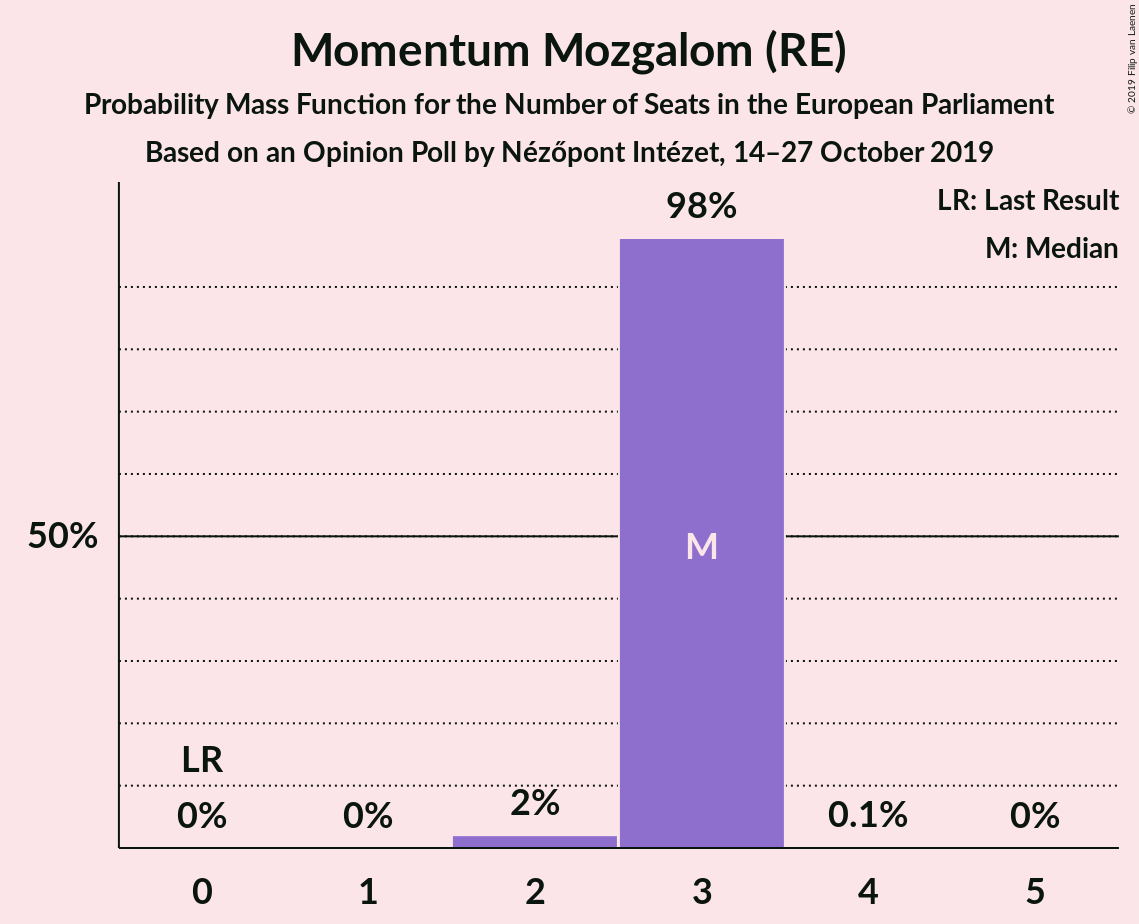 Momentum Mozgalom (RE)
Probability Mass Function for the Number of Seats in the European Parliament
Based on an Opinion Poll by Nézőpont Intézet, 14–27 October 2019
© 2019 Filip van Laenen
LR: Last Result
M: Median
98%
50%
M
LR
0%
0%
2%
0.1%
0%
0
1
2
3
4
5